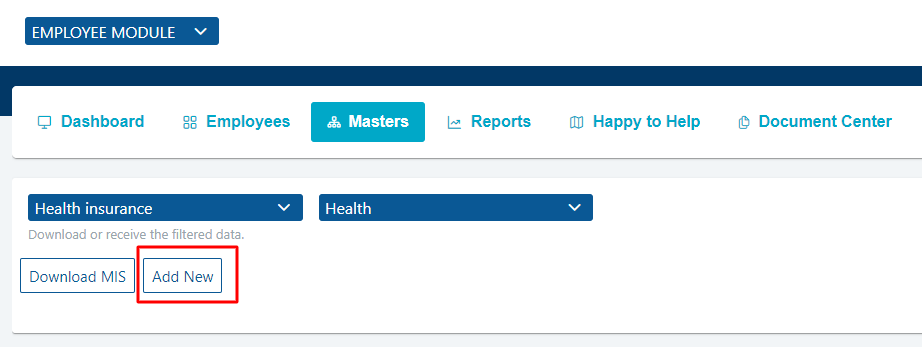 EMPLOYEE MODULE
Dashboard Employees Masters Reports Happy to Help Document Center
Health insurance Health
Download or receive the filtered data.
Download MIS Add New